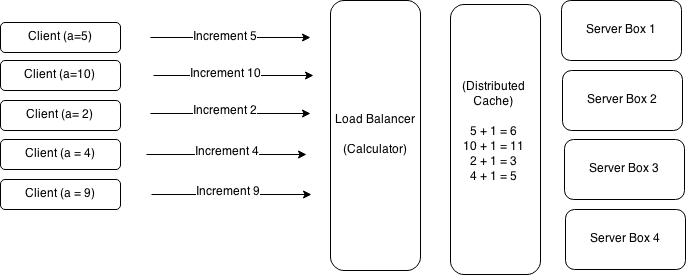 Client (a=5)
Increment 5
Client (a=10)
Increment 10
Client (a= 2)
Increment 2
Client (a = 4)
Increment 4
Client (a = 9)
Increment 9
Load Balancer
(Calculator)
(Distributed
Cache)
5 + 1 = 6
10 + 1 = 11
2 + 1 = 3
4 + 1 = 5
Server Box 1
Server Box 2
Server Box 3
Server Box 4